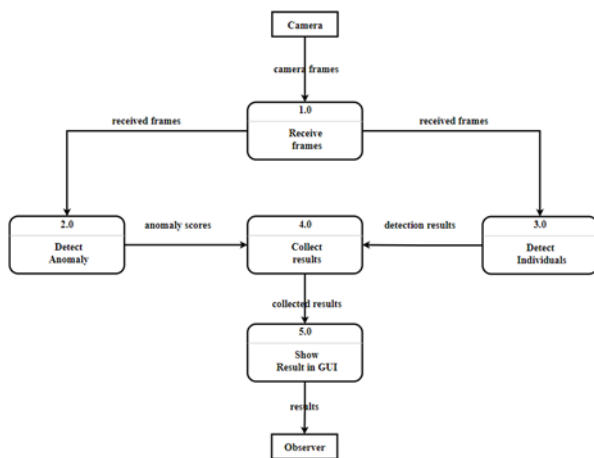 Camera
camera frames
1.0
received frames
received frames
Receive
frames
2.0
4.0
3.0
anomaly scores
detection results
Detect
Anomaly
Collect
results
Detect
Individuals
collected results
5.0
Show
Result in GUI
results
Observer